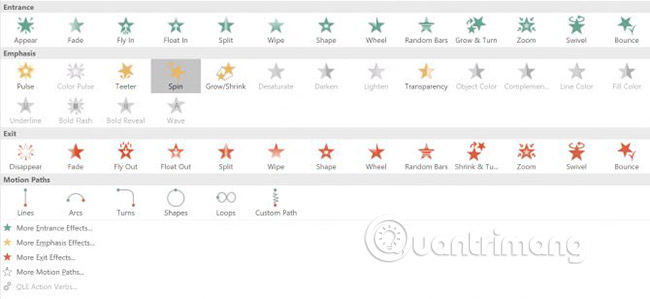 Entrance
Appear Fade Fly In Float In Split Wipe Shape Wheel Random Bars Grow & Turn Zoom Swivel Bounce
Emphasis
Pulse Color Pulse Teeter Spin Grow/Shrink Desaturate Darken Lighten Transparency Object Color Complemen... Line Color Fill Color
Underline Bold Flash Bold Reveal Wave
Exit
Disappear Fade Fly Out Float Out Split Wipe Shape Wheel Random Bars Shrink & Tu... Zoom Swivel Bounce
Motion Paths
Lines Arcs Turns Shapes Loops Custom Path
More Entrance Effects...
More Emphasis Effects...
More Exit Effects...
More Motion Paths...
OLE Action Verbs...
Quantrimang